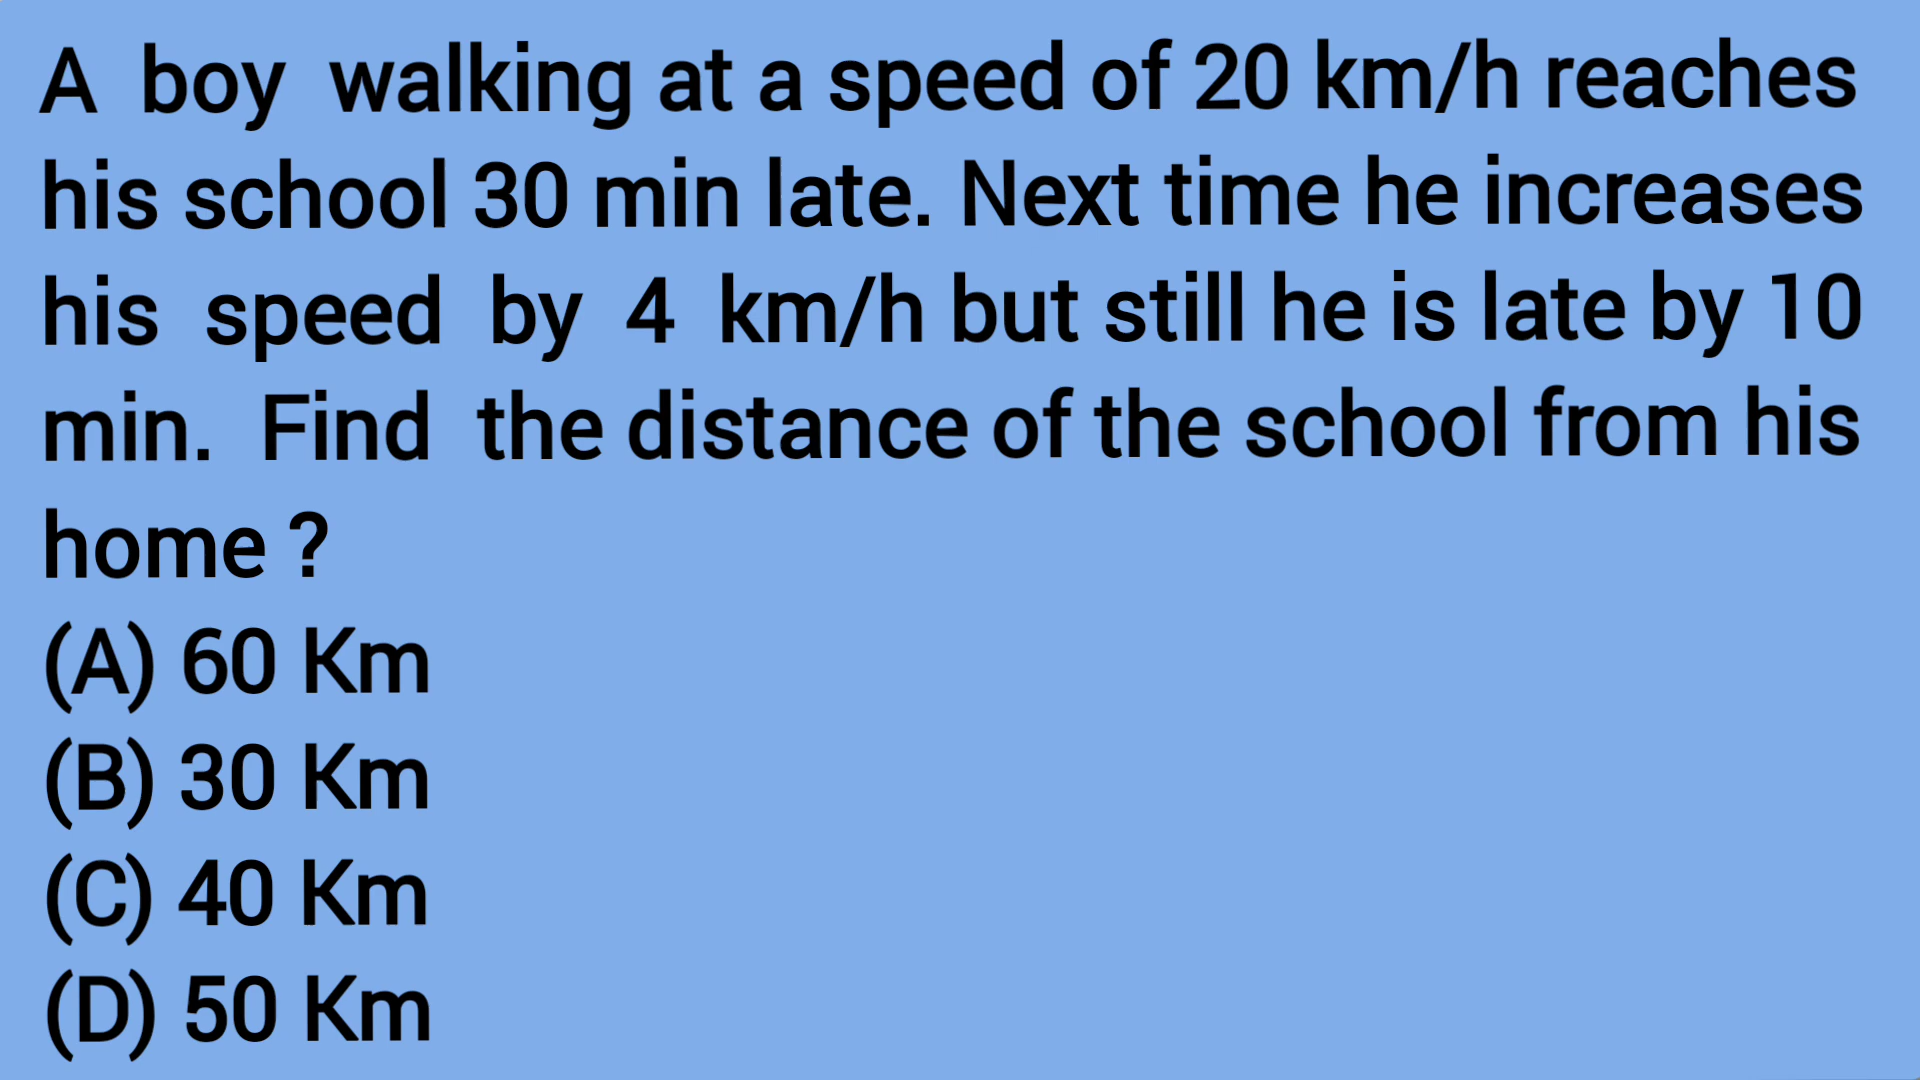 A boy walking at a speed of 20 km/h reaches
his school 30 min late. Next time he increases
his speed by 4 km/h but still he is late by 10
min. Find the distance of the school from his
home ?
(A) 60 Km
(B) 30 Km
(C) 40 Km
(D) 50 Km